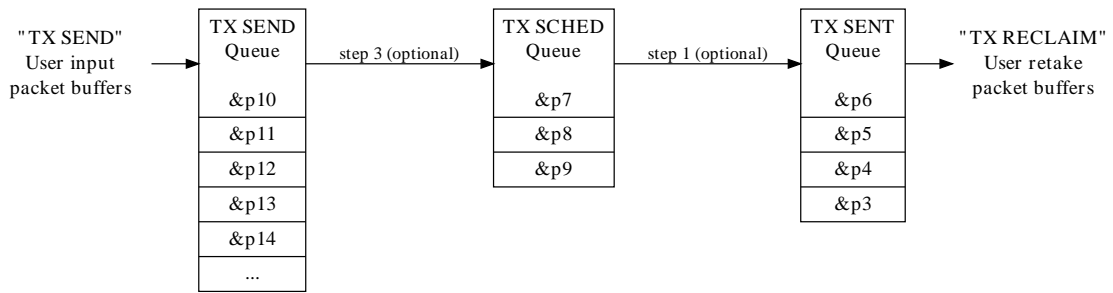 "TX SEND"
User input
packet buffers
TX SEND
Queue
&p10
&p11
&p12
&p13
&p14
...
step 3 (optional)
TX SCHED
Queue
&p7
&p8
&p9
step 1 (optional)
TX SENT
Queue
&p6
&p5
&p4
&p3
"TX RECLAIM"
User retake
packet buffers